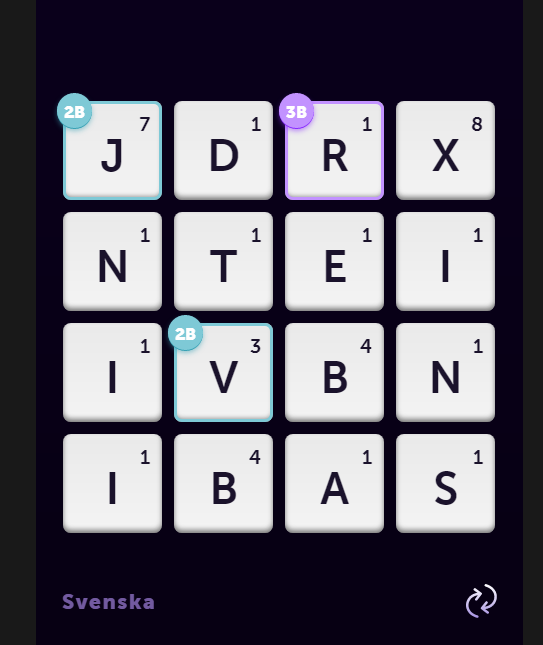 2B 7 1 3B 1 8
J D R X
1 1 1 1
N T E I
1 2B 3 4 1
I V B N
1 4 1 1
I B A S
Svenska